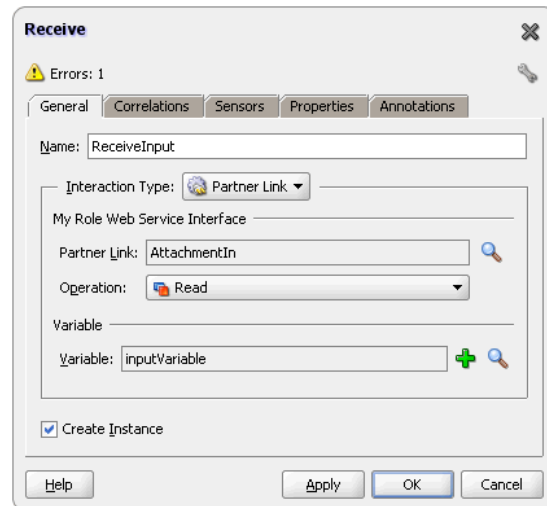 Receive
Errors: 1
General Correlations Sensors Properties Annotations
Name: ReceiveInput
Interaction Type: Partner Link
My Role Web Service Interface
Partner Link: AttachmentIn
Operation: Read
Variable
Variable: inputVariable
Create Instance
Help Apply OK Cancel